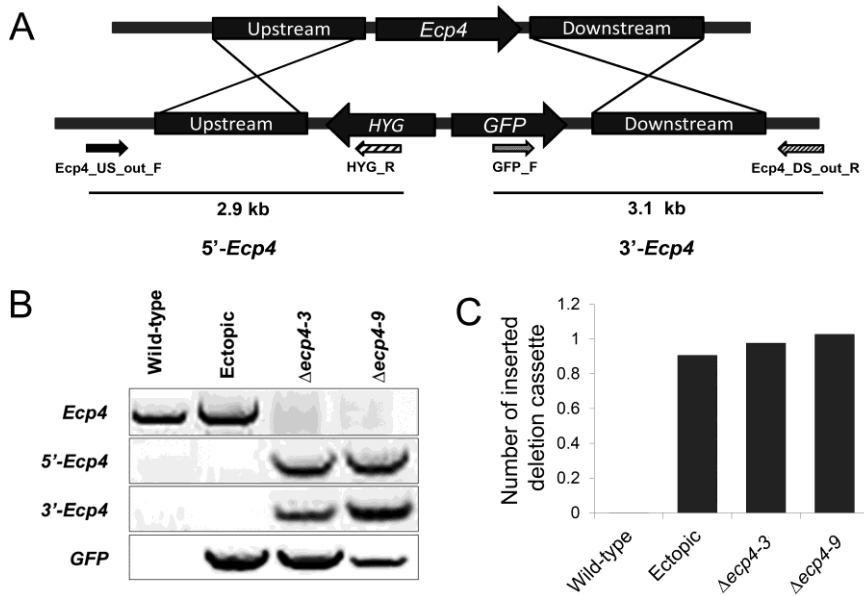 A
Upstream Ecp4 Downstream
Upstream HYG GFP Downstream
Ecp4_US_out_F HYG_R GFP_F Ecp4_DS_out_R
2.9 kb 3.1 kb
5’-Ecp4 3’-Ecp4
B
Wild-type
Ectopic
Δecp4-3
Δecp4-9
Ecp4
5’-Ecp4
3’-Ecp4
GFP
C
Number of inserted
deletion cassette
1.2
1
0.8
0.6
0.4
0.2
0
Wild-type
Ectopic
Δecp4-3
Δecp4-9